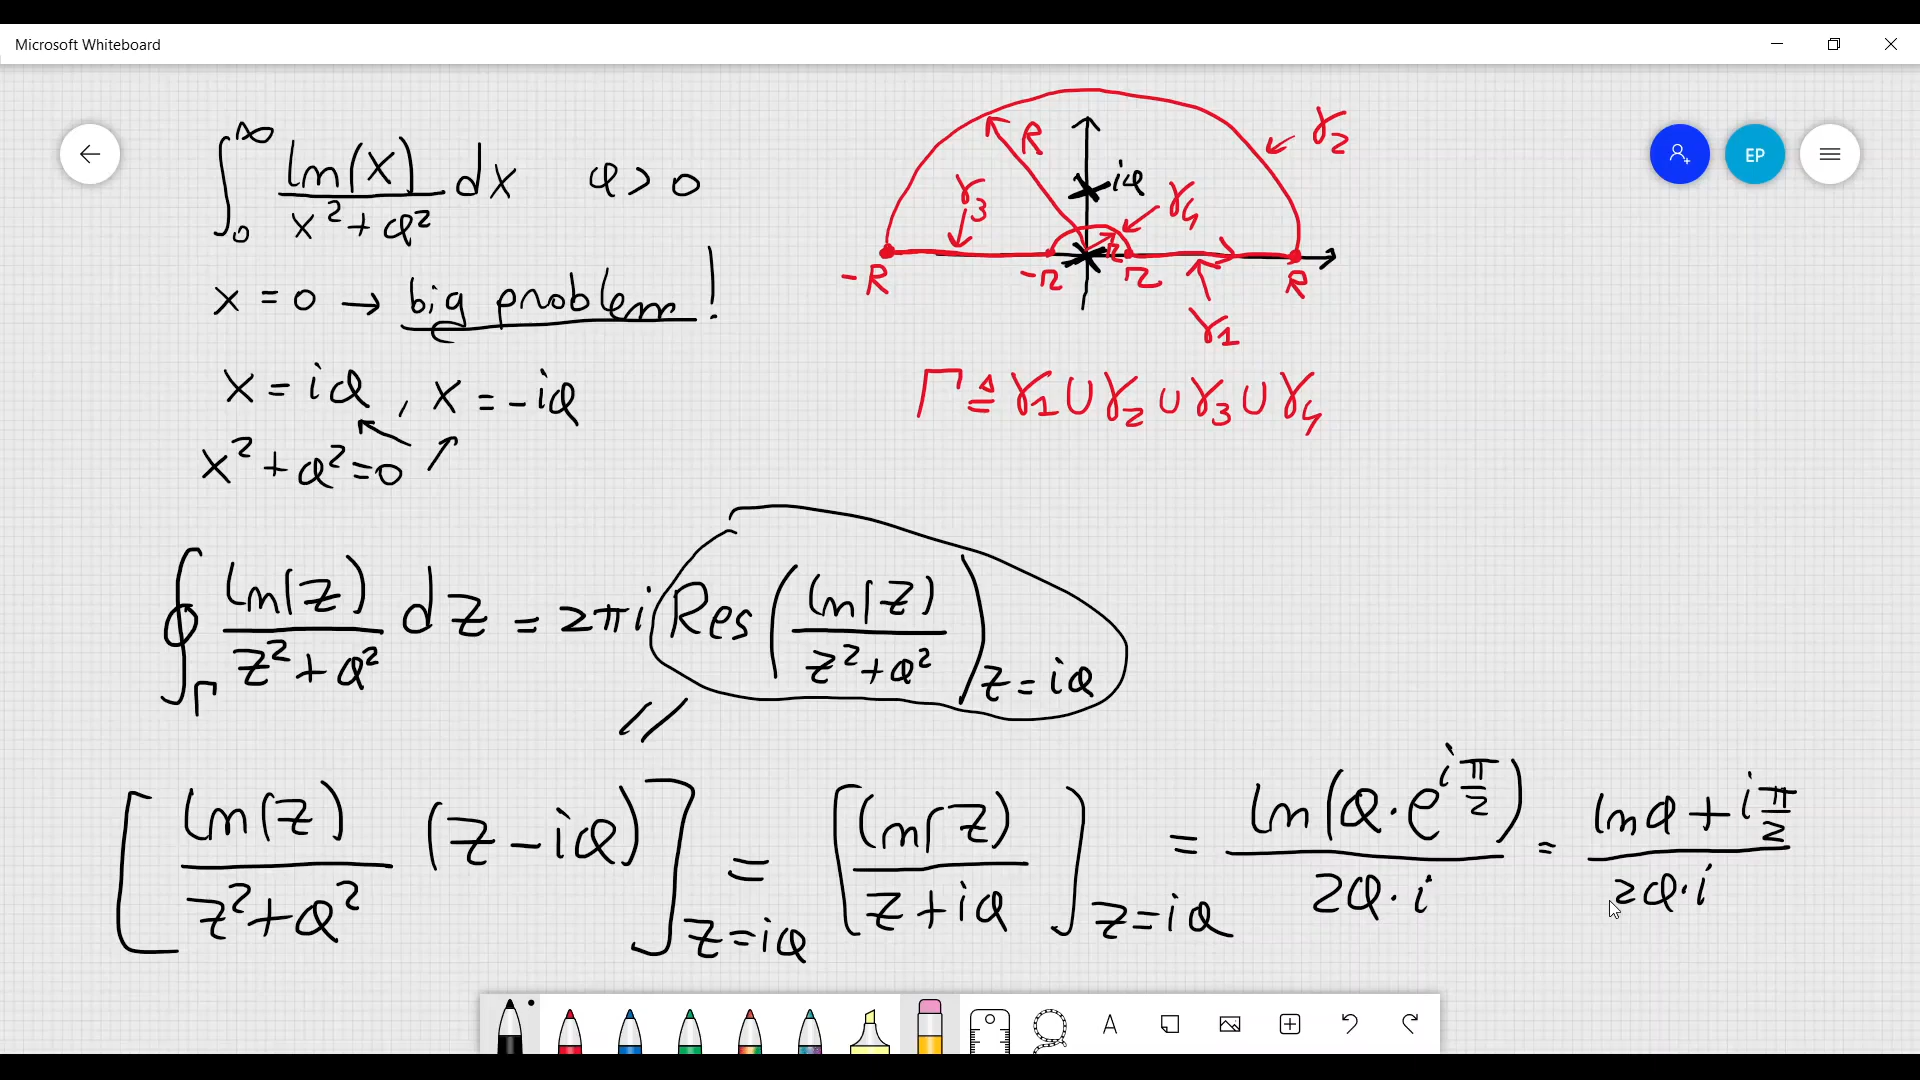 Microsoft Whiteboard
EP
∫₀^∞ ln(x)/(x²+a²) dx   a > 0
x = 0 → big problem!
x = ia , x = -ia
x² + a² = 0
R
γ₂
ia
γ₃
γ₄
r
-R
-r
r
R
γ₁
Γ ≜ γ₁ ∪ γ₂ ∪ γ₃ ∪ γ₄
∮_Γ ln(z)/(z²+a²) dz = 2πi Res(ln(z)/(z²+a²))_{z=ia}
//
[ln(z)/(z²+a²) (z-ia)]_{z=ia} = [ln(z)/(z+ia)]_{z=ia} = ln(a·e^{iπ/2})/(2a·i) = (ln a + iπ/2)/(2a·i)
A